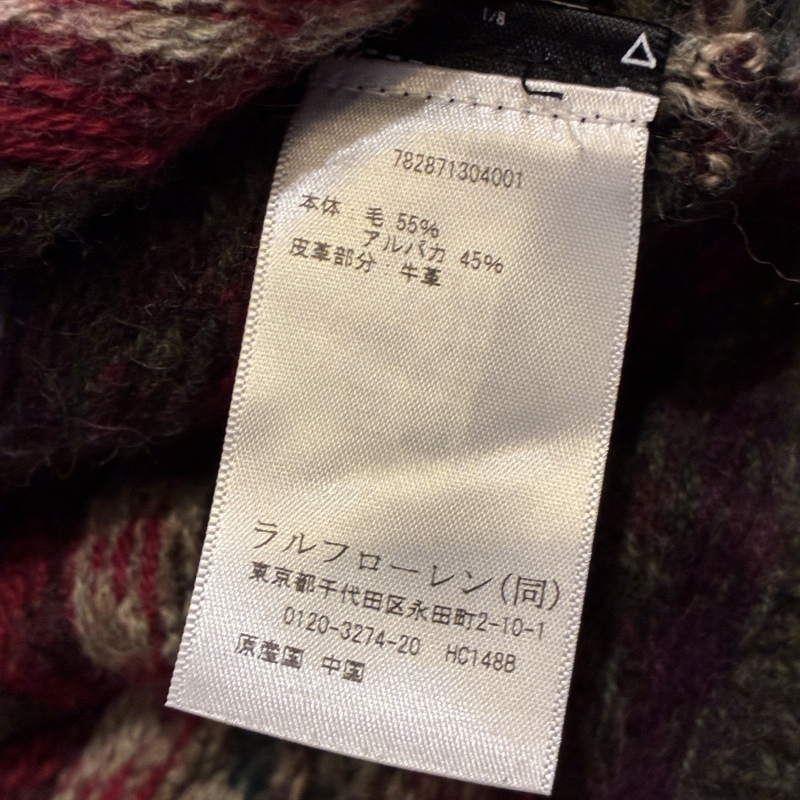 1/8
782871304001
本体 毛 55%
アルパカ 45%
皮革部分 牛革
ラルフローレン(同)
東京都千代田区永田町2-10-1
0120-3274-20 HC148B
原産国 中国